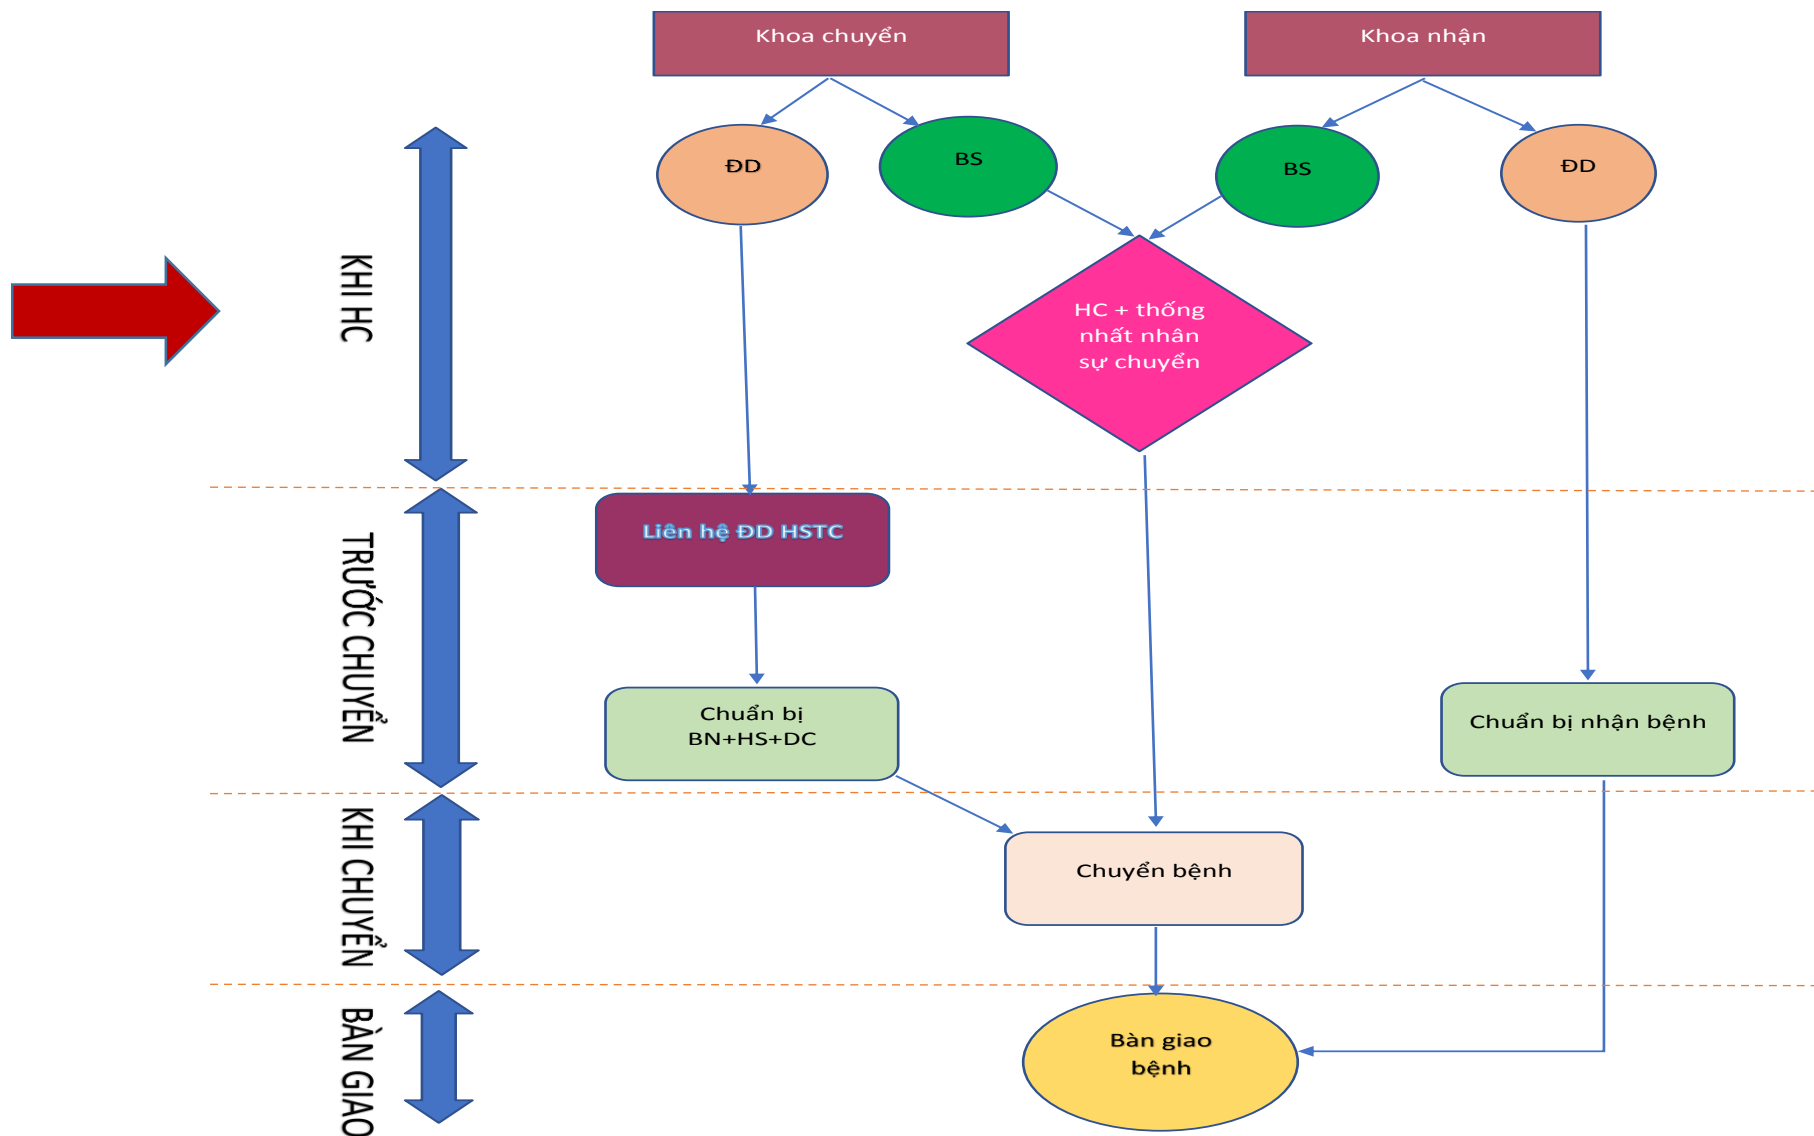 Khoa chuyển
Khoa nhận
ĐD
BS
BS
ĐD
KHI HC
HC + thống
nhất nhân
sự chuyển
TRƯỚC CHUYỂN
Liên hệ ĐD HSTC
Chuẩn bị
BN+HS+DC
Chuẩn bị nhận bệnh
KHI CHUYỂN
Chuyển bệnh
BÀN GIAO
Bàn giao
bệnh